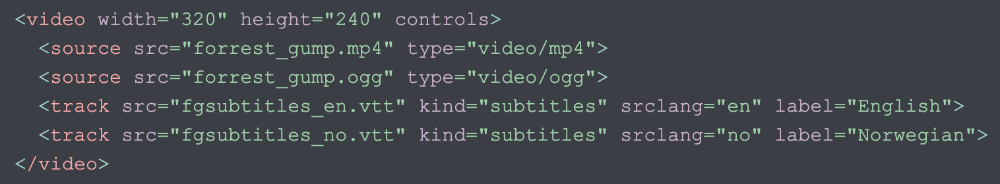 <video width="320" height="240" controls>
  <source src="forrest_gump.mp4" type="video/mp4">
  <source src="forrest_gump.ogg" type="video/ogg">
  <track src="fgsubtitles_en.vtt" kind="subtitles" srclang="en" label="English">
  <track src="fgsubtitles_no.vtt" kind="subtitles" srclang="no" label="Norwegian">
</video>